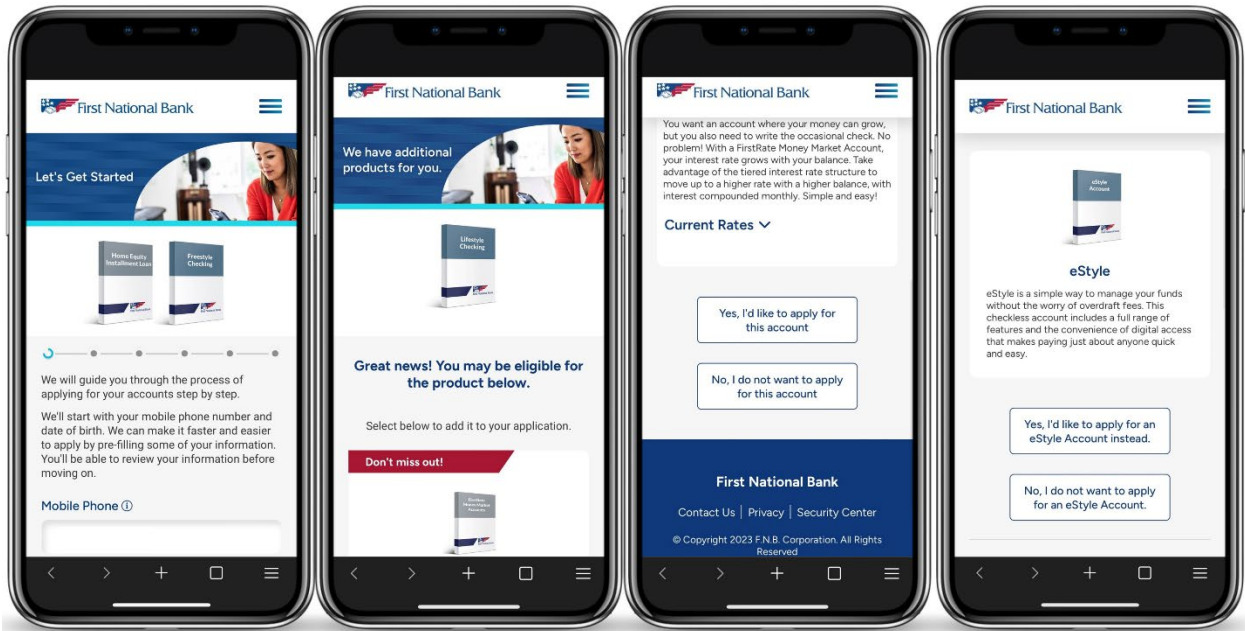 First National Bank
Let's Get Started
Home Equity
Installment Loan
Freestyle
Checking
We will guide you through the process of
applying for your accounts step by step.
We'll start with your mobile phone number and
date of birth. We can make it faster and easier
to apply by pre-filling some of your information.
You'll be able to review your information before
moving on.
Mobile Phone ⓘ
First National Bank
We have additional
products for you.
Lifestyle
Checking
Great news! You may be eligible for
the product below.
Select below to add it to your application.
Don't miss out!
First National Bank
You want an account where your money can grow,
but you also need to write the occasional check. No
problem! With a FirstRate Money Market Account,
your interest rate grows with your balance. Take
advantage of the tiered interest rate structure to
move up to a higher rate with a higher balance, with
interest compounded monthly. Simple and easy!
Current Rates
Yes, I'd like to apply for
this account
No, I do not want to apply
for this account
First National Bank
Contact Us | Privacy | Security Center
© Copyright 2023 F.N.B. Corporation. All Rights
Reserved
First National Bank
eStyle
Account
eStyle
eStyle is a simple way to manage your funds
without the worry of overdraft fees. This
checkless account includes a full range of
features and the convenience of digital access
that makes paying just about anyone quick
and easy.
Yes, I'd like to apply for an
eStyle Account instead.
No, I do not want to apply
for an eStyle Account.